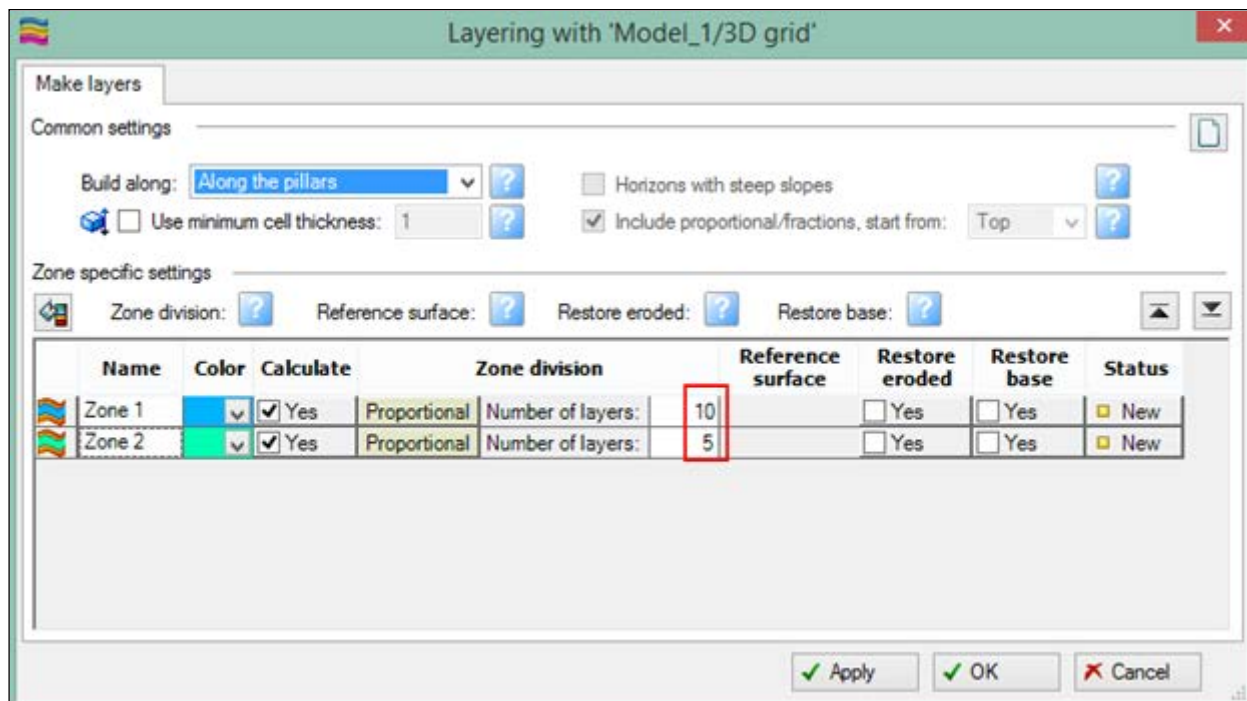 Layering with 'Model_1/3D grid'
Make layers
Common settings
Build along: Along the pillars ? Horizons with steep slopes ?
Use minimum cell thickness: 1 ? Include proportional/fractions, start from: Top ?
Zone specific settings
Zone division: ? Reference surface: ? Restore eroded: ? Restore base: ?
Name Color Calculate Zone division Reference surface Restore eroded Restore base Status
Zone 1 Yes Proportional Number of layers: 10 Yes Yes New
Zone 2 Yes Proportional Number of layers: 5 Yes Yes New
Apply OK Cancel